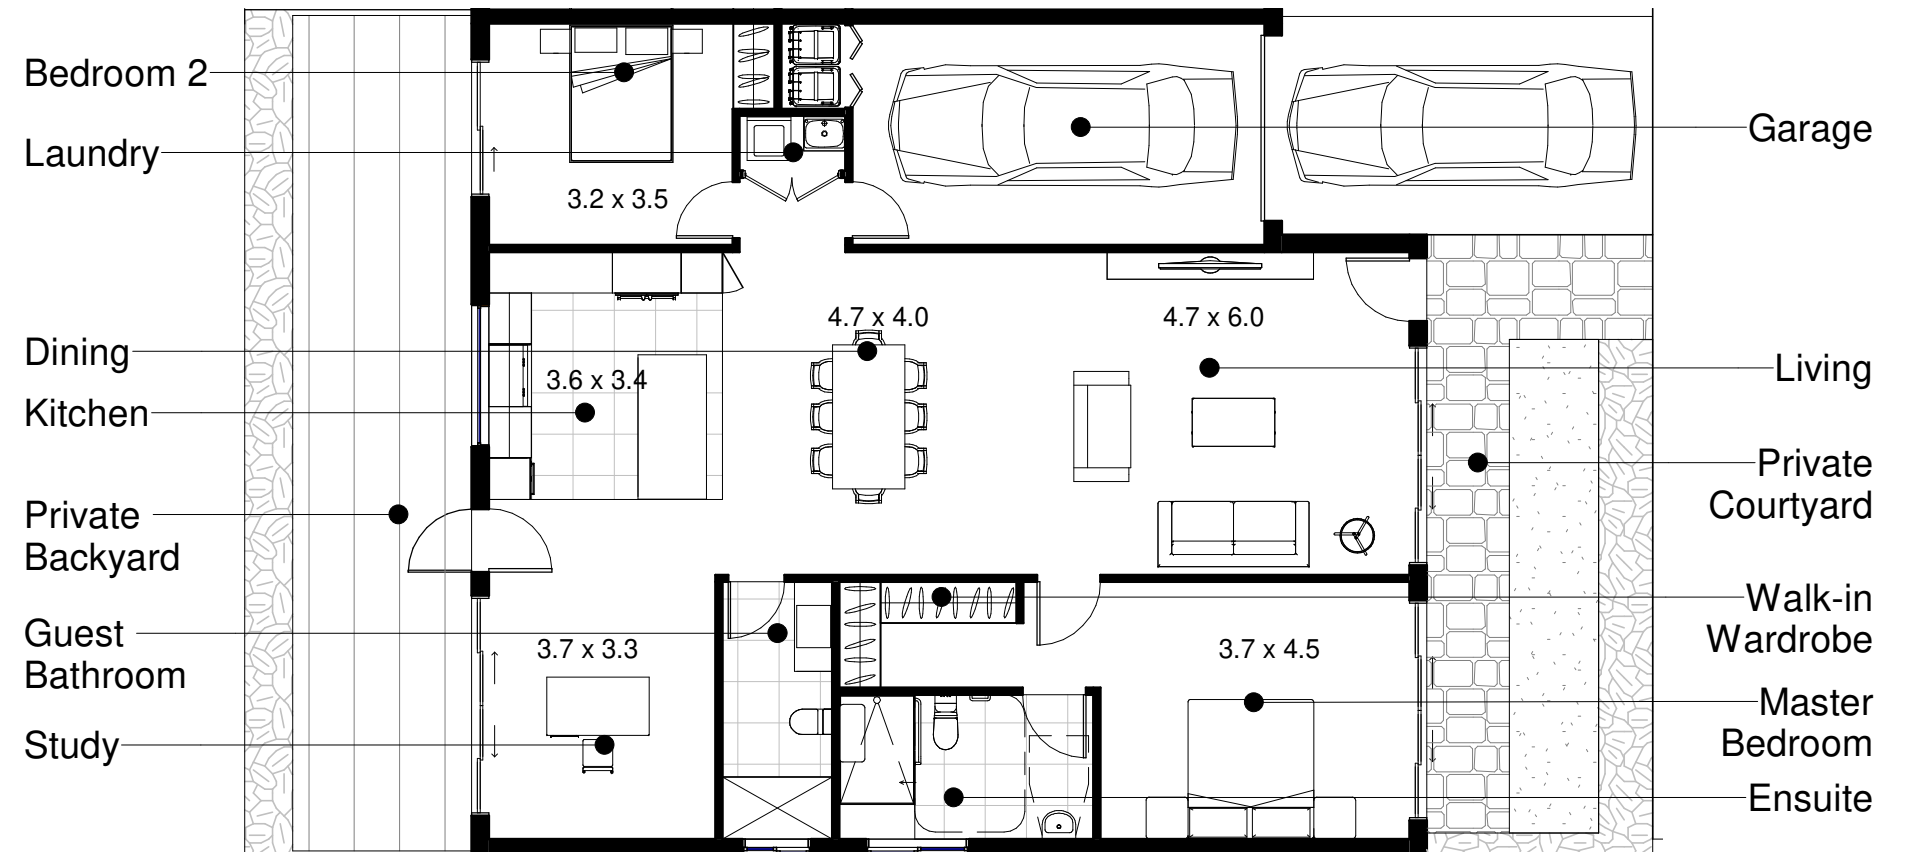 Bedroom 2
Laundry
Dining
Kitchen
Private
Backyard
Guest
Bathroom
Study
3.2 x 3.5
4.7 x 4.0
4.7 x 6.0
3.6 x 3.4
3.7 x 3.3
3.7 x 4.5
Garage
Living
Private
Courtyard
Walk-in
Wardrobe
Master
Bedroom
Ensuite